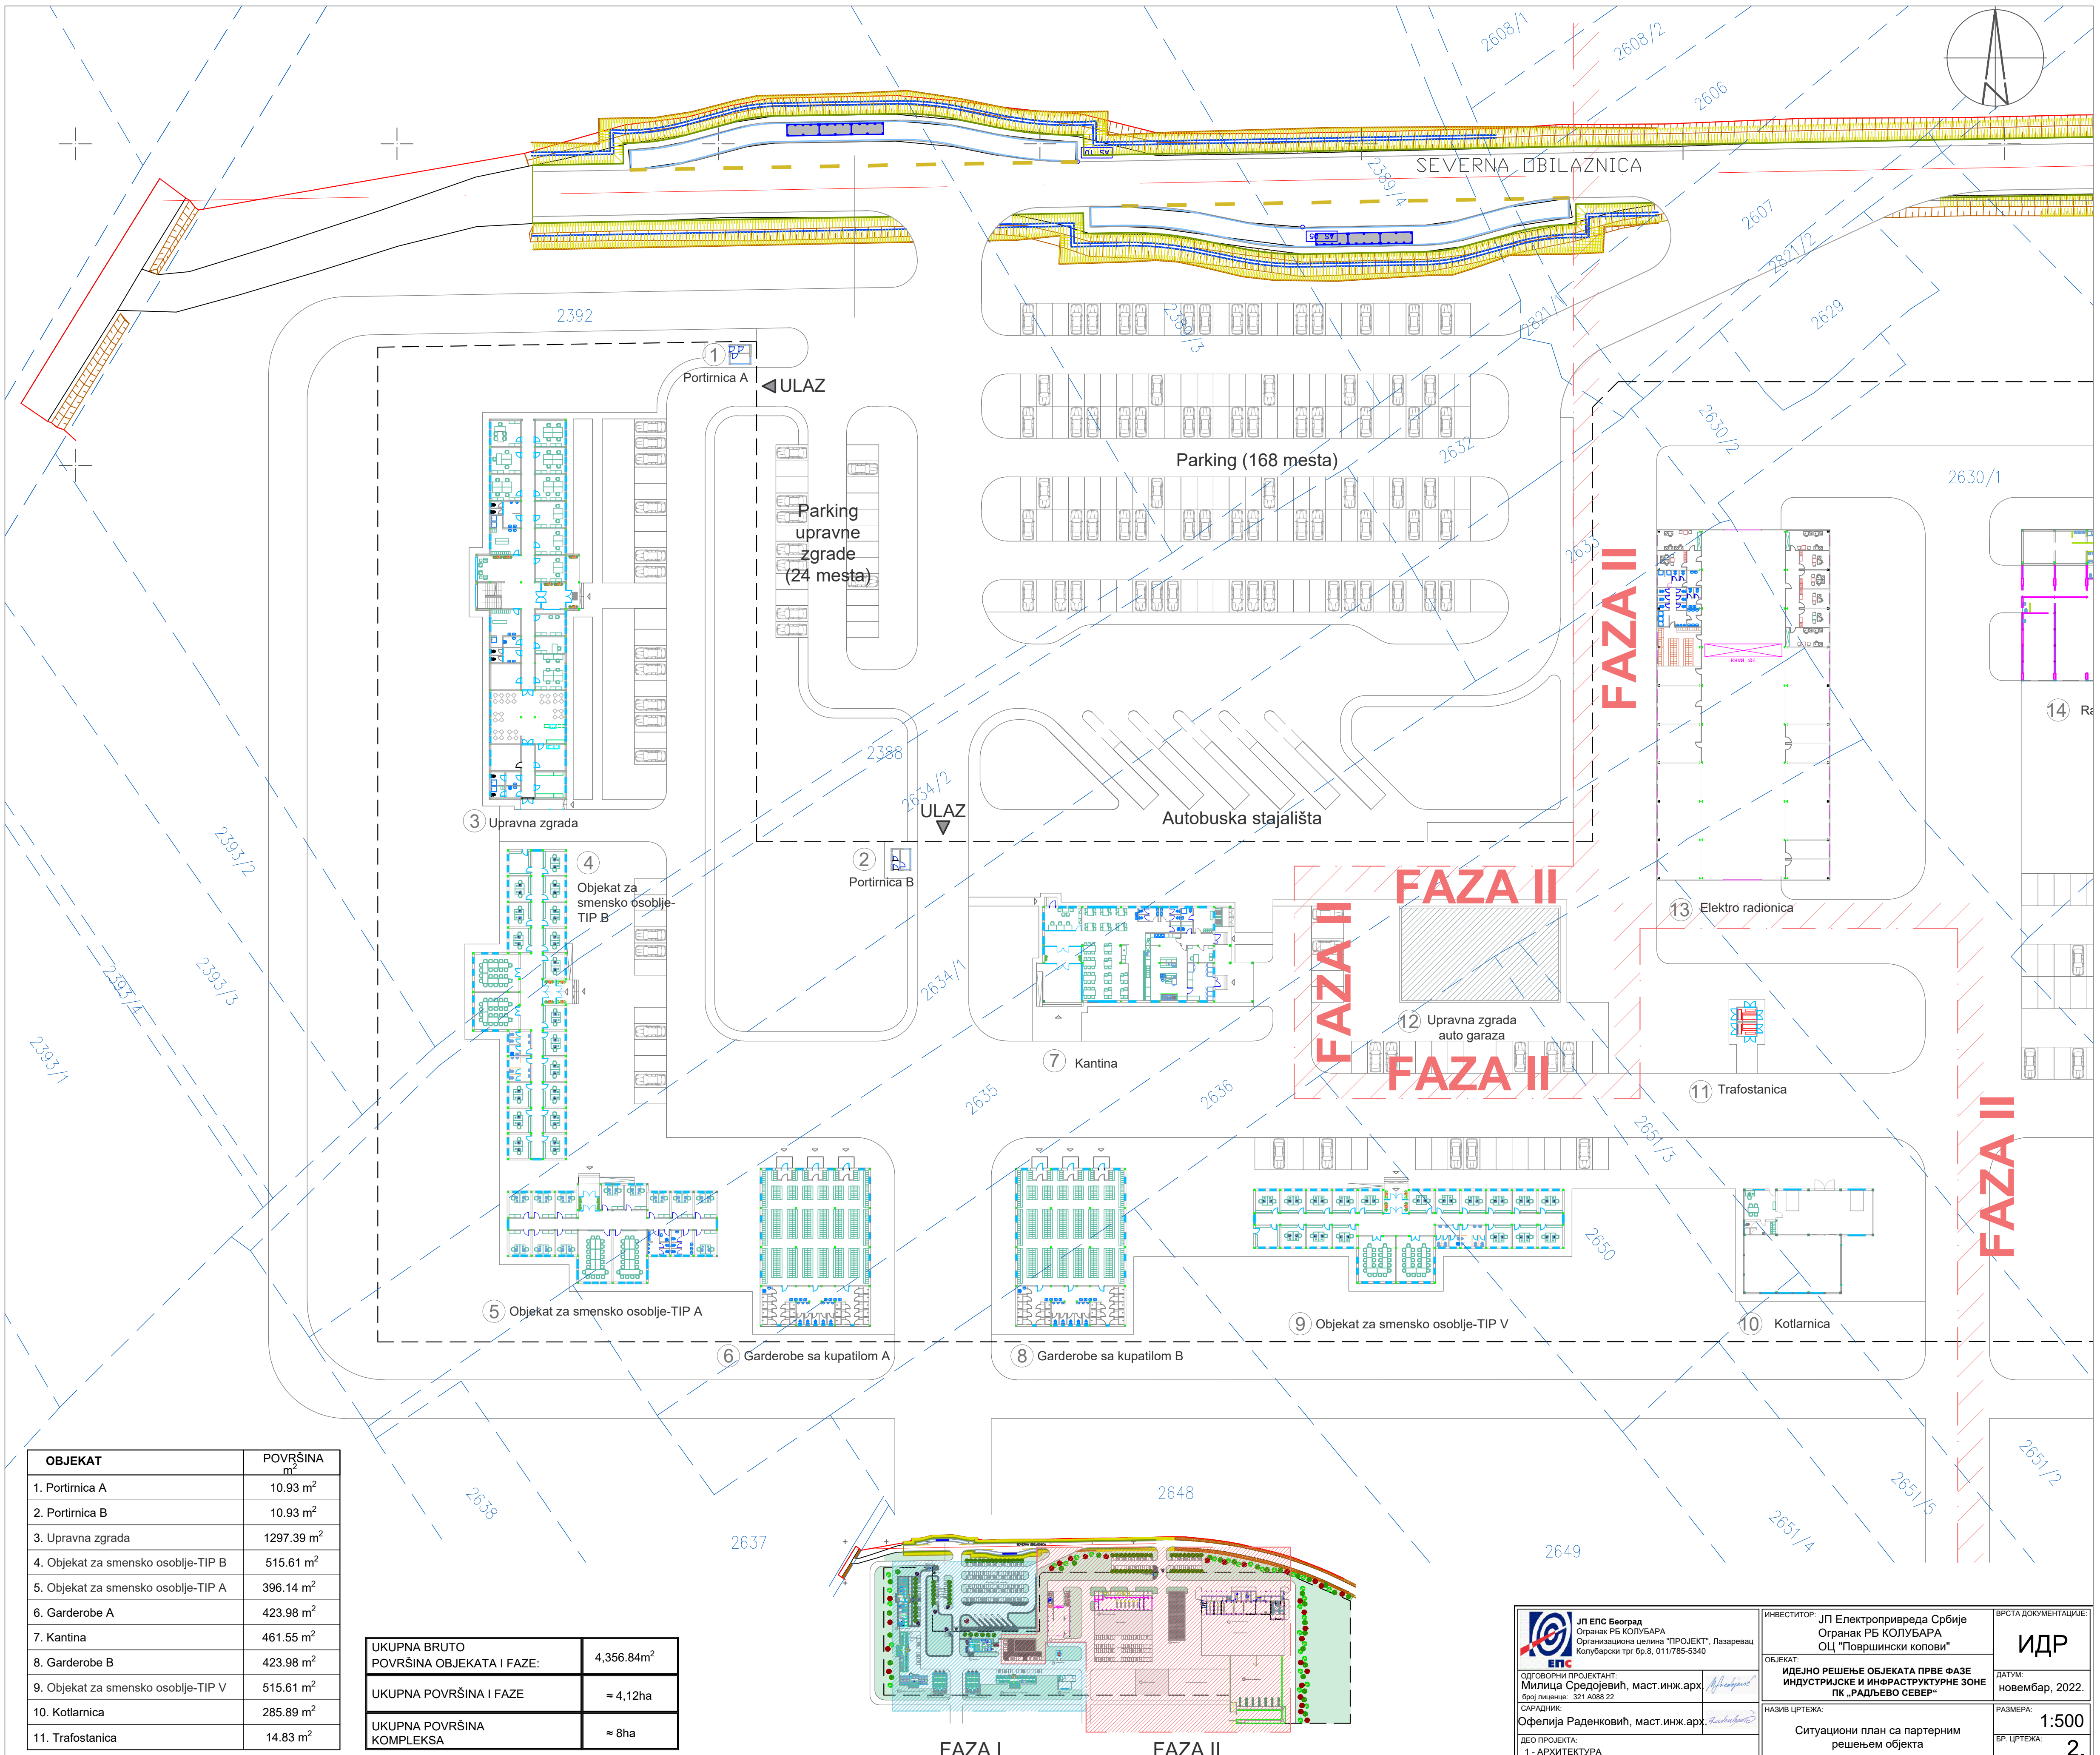 2608/1
2608/2
2606
SEVERNA OBILAZNICA
AS 10
AS 95
2389/4
2607
2821/2
2629
2821/1
2389/3
2392
1
Portirnica A
ULAZ
2630/2
2632
Parking (168 mesta)
2630/1
Parking
upravne
zgrade
(24 mesta)
2633
FAZA II
14
2388
2634/2
ULAZ
Autobuska stajališta
3 Upravna zgrada
2393/2
4
Objekat za
smensko osoblje-
TIP B
2
Portirnica B
FAZA II
13 Elektro radionica
2393/4
2393/3
2634/1
FAZA II
12 Upravna zgrada
auto garaza
2393/1
7 Kantina
FAZA II
11 Trafostanica
2635
2636
2651/3
FAZA II
2650
5 Objekat za smensko osoblje-TIP A
9 Objekat za smensko osoblje-TIP V
10 Kotlarnica
6 Garderobe sa kupatilom A
8 Garderobe sa kupatilom B
2638
2637
2648
2649
2651/4
2651/5
2651/2
OBJEKAT POVRŠINA m²
1. Portirnica A 10.93 m²
2. Portirnica B 10.93 m²
3. Upravna zgrada 1297.39 m²
4. Objekat za smensko osoblje-TIP B 515.61 m²
5. Objekat za smensko osoblje-TIP A 396.14 m²
6. Garderobe A 423.98 m²
7. Kantina 461.55 m²
8. Garderobe B 423.98 m²
9. Objekat za smensko osoblje-TIP V 515.61 m²
10. Kotlarnica 285.89 m²
11. Trafostanica 14.83 m²
UKUPNA BRUTO
POVRŠINA OBJEKATA I FAZE: 4,356.84m²
UKUPNA POVRŠINA I FAZE ≈ 4,12ha
UKUPNA POVRŠINA
KOMPLEKSA ≈ 8ha
FAZA I
FAZA II
ЕПС
ЈП ЕПС Београд
Огранак РБ КОЛУБАРА
Организациона целина "ПРОЈЕКТ", Лазаревац
Колубарски трг бр.8, 011/785-5340
ОДГОВОРНИ ПРОЈЕКТАНТ:
Милица Средојевић, маст.инж.арх.
број лиценце: 321 А088 22
САРАДНИК:
Офелија Раденковић, маст.инж.арх.
ДЕО ПРОЈЕКТА:
1 - АРХИТЕКТУРА
ИНВЕСТИТОР: ЈП Електропривреда Србије
Огранак РБ КОЛУБАРА
ОЦ "Површински копови"
ОБЈЕКАТ:
ИДЕЈНО РЕШЕЊЕ ОБЈЕКАТА ПРВЕ ФАЗЕ
ИНДУСТРИЈСКЕ И ИНФРАСТРУКТУРНЕ ЗОНЕ
ПК „РАДЉЕВО СЕВЕР“
НАЗИВ ЦРТЕЖА:
Ситуациони план са партерним
решењем објекта
ВРСТА ДОКУМЕНТАЦИЈЕ:
ИДР
ДАТУМ:
новембар, 2022.
РАЗМЕРА:
1:500
БР. ЦРТЕЖА:
2.